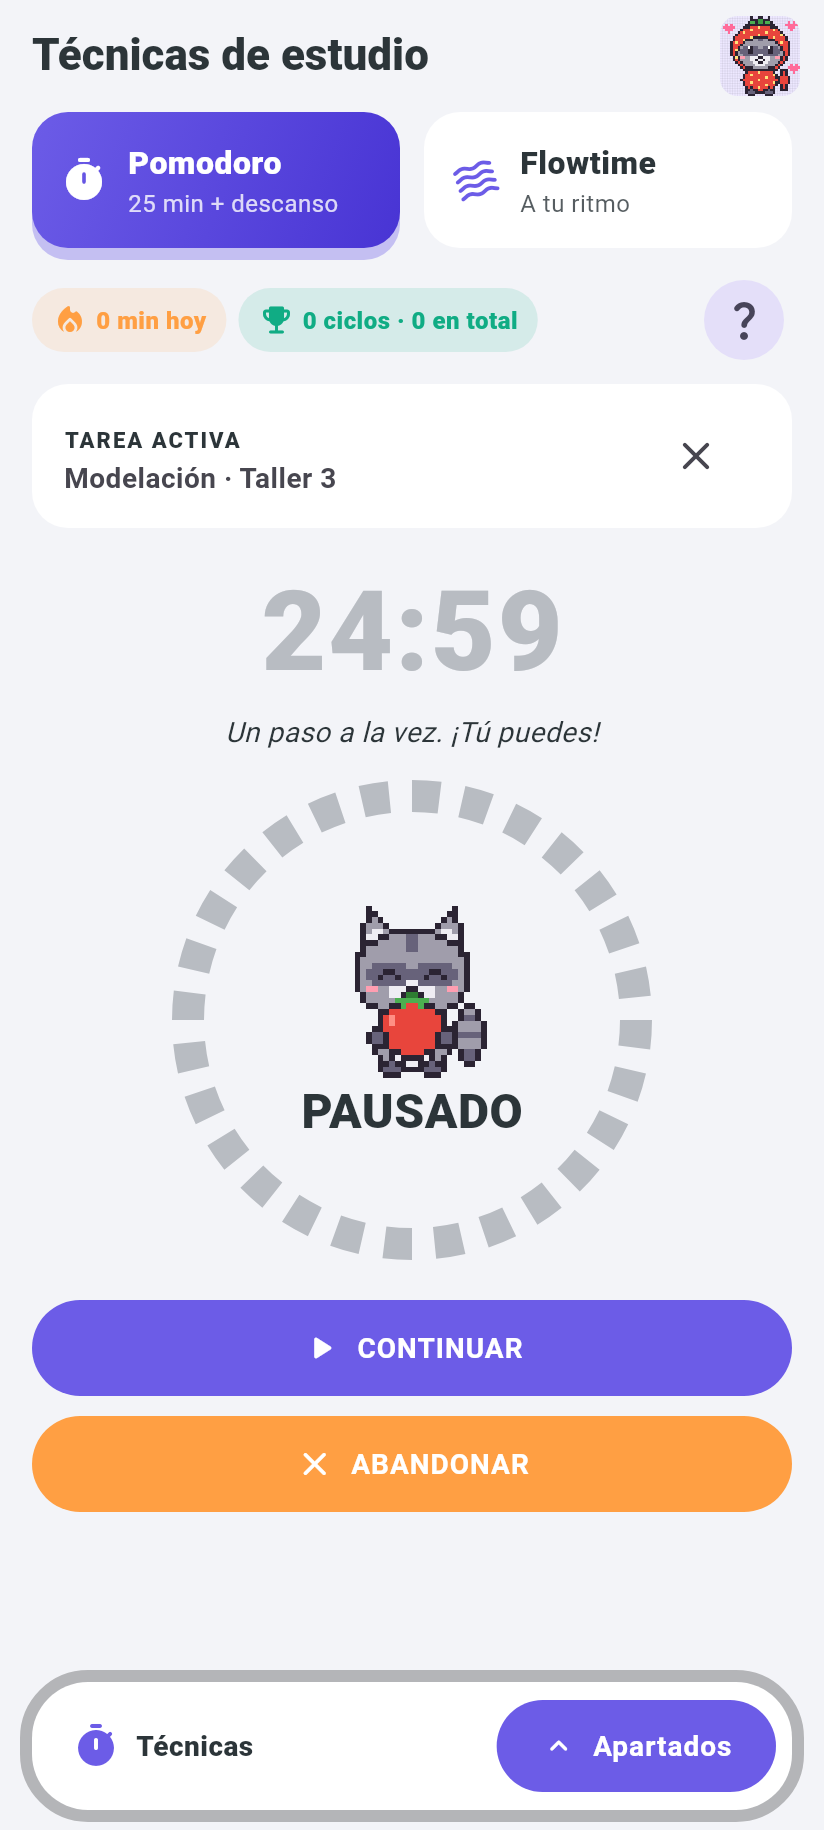 Técnicas de estudio
Pomodoro
25 min + descanso
Flowtime
A tu ritmo
0 min hoy
0 ciclos · 0 en total
?
TAREA ACTIVA
Modelación · Taller 3
24:59
Un paso a la vez. ¡Tú puedes!
PAUSADO
CONTINUAR
ABANDONAR
Técnicas
Apartados